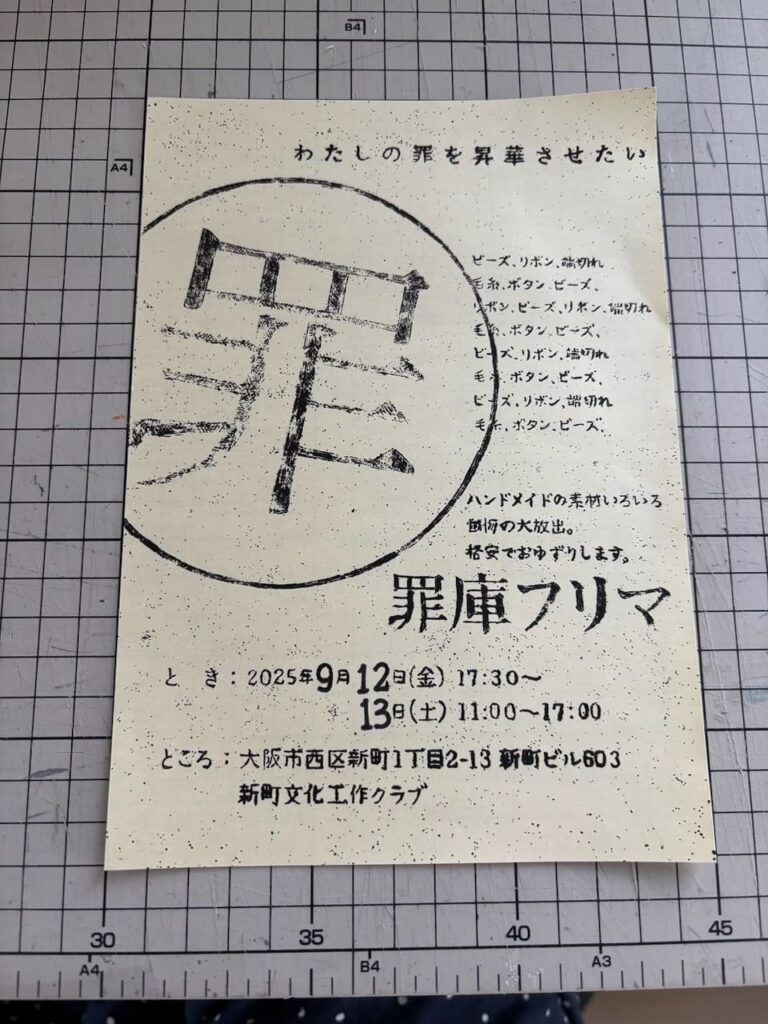 B4
A4
わたしの罪を昇華させたい
罪
ビーズ、リボン、端切れ
毛糸、ボタン、ビーズ、
リボン、ビーズ、リボン、端切れ
毛糸、ボタン、ビーズ、
ビーズ、リボン、端切れ
毛糸、ボタン、ビーズ、
ビーズ、リボン、端切れ
毛糸、ボタン、ビーズ、
ハンドメイドの素材いろいろ
の大放出。
格安でおゆずりします。
罪庫フリマ
とき：2025年9月12日(金) 17:30〜
13日(土) 11:00〜17:00
ところ：大阪市西区新町1丁目2-13 新町ビル603
新町文化工作クラブ
30 35 40 45
A4 B4 A3